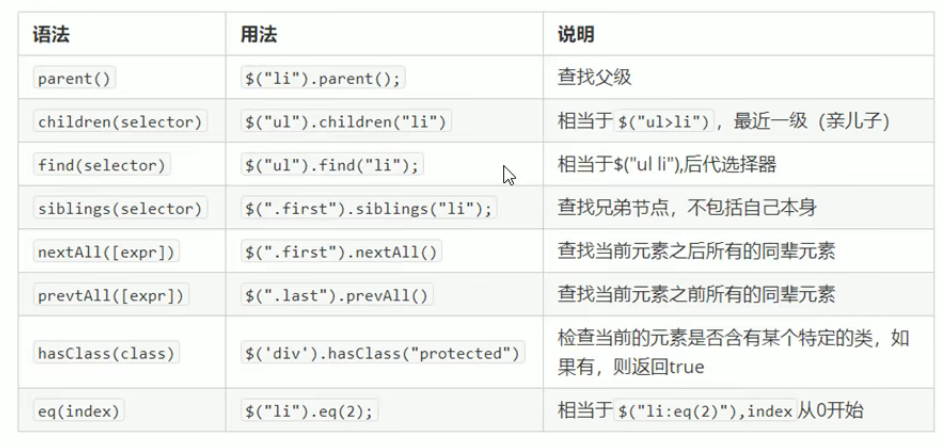 语法 用法 说明
parent() $("li").parent(); 查找父级
children(selector) $("ul").children("li") 相当于$("ul>li")，最近一级（亲儿子）
find(selector) $("ul").find("li"); 相当于$("ul li"),后代选择器
siblings(selector) $(".first").siblings("li"); 查找兄弟节点，不包括自己本身
nextAll([expr]) $(".first").nextAll() 查找当前元素之后所有的同辈元素
prevtAll([expr]) $(".last").prevAll() 查找当前元素之前所有的同辈元素
hasClass(class) $('div').hasClass("protected") 检查当前的元素是否含有某个特定的类，如
果有，则返回true
eq(index) $("li").eq(2); 相当于$("li:eq(2)"),index从0开始